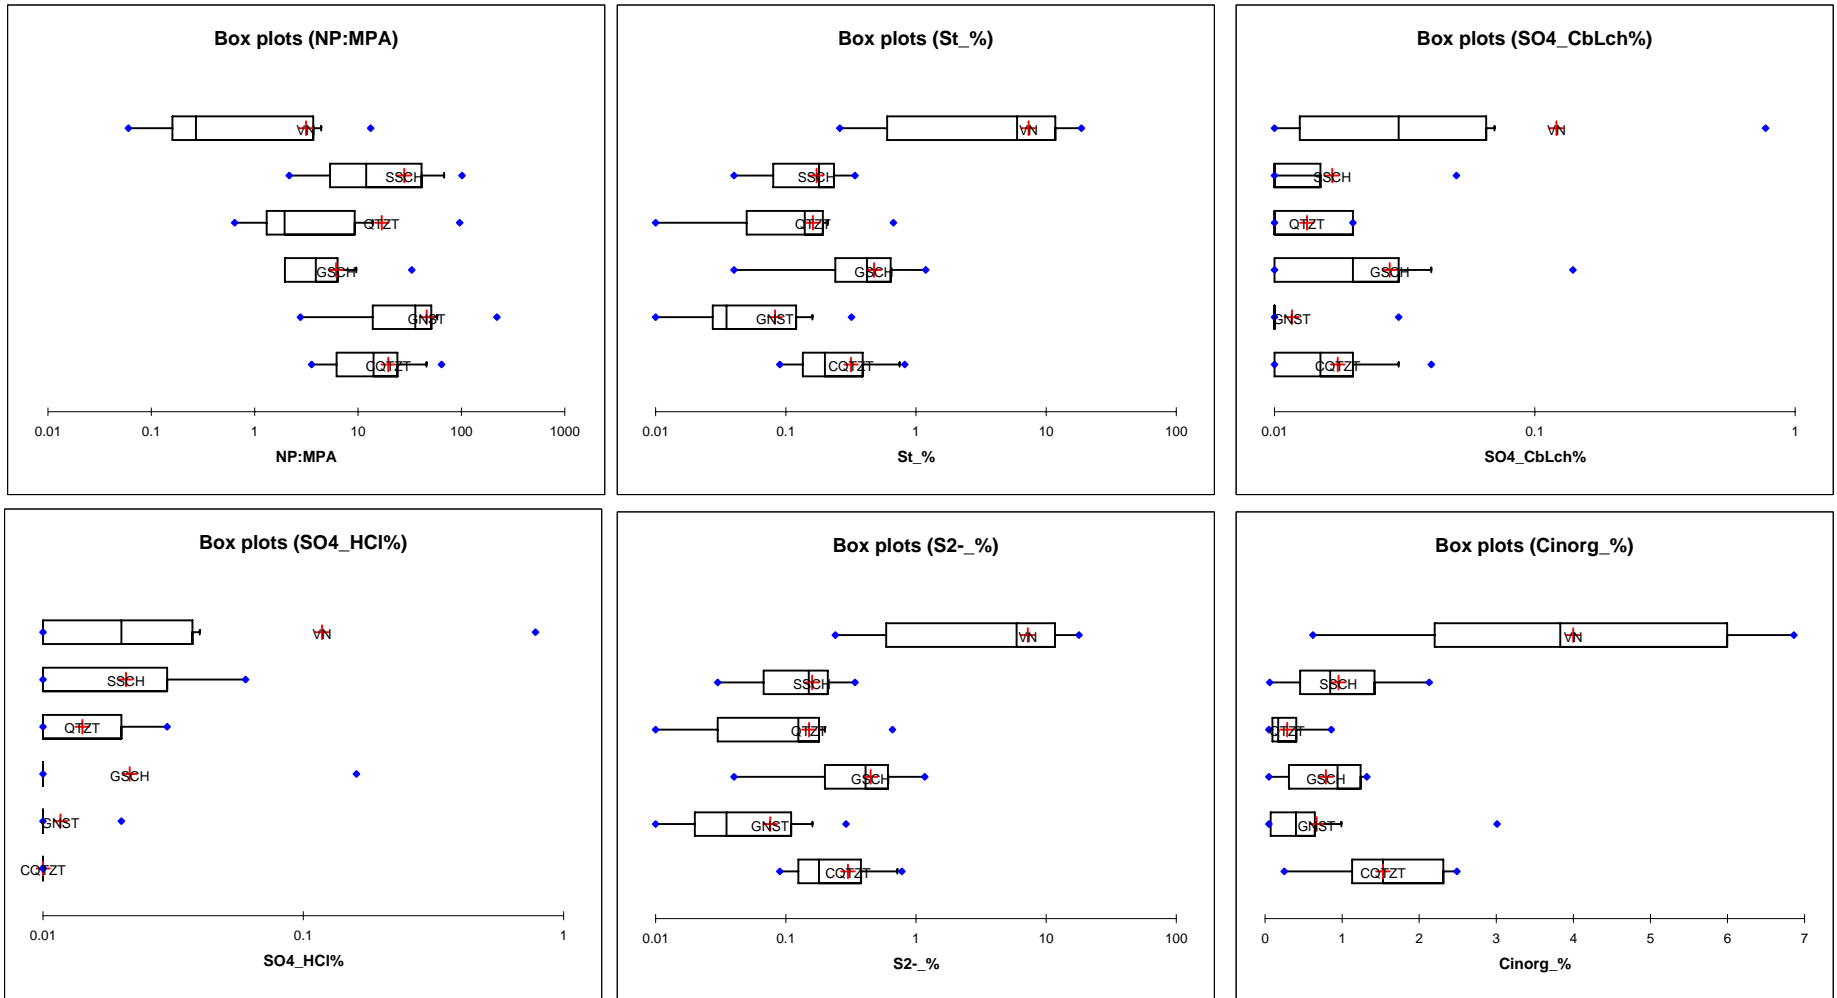 Box plots (NP:MPA)
VN
SSCH
QTZT
GSCH
GNST
CQTZT
0.01 0.1 1 10 100 1000
NP:MPA
Box plots (St_%)
VN
SSCH
QTZT
GSCH
GNST
CQTZT
0.01 0.1 1 10 100
St_%
Box plots (SO4_CbLch%)
VN
SSCH
QTZT
GSCH
GNST
CQTZT
0.01 0.1 1
SO4_CbLch%
Box plots (SO4_HCl%)
VN
SSCH
QTZT
GSCH
GNST
CQTZT
0.01 0.1 1
SO4_HCl%
Box plots (S2-_%)
VN
SSCH
QTZT
GSCH
GNST
CQTZT
0.01 0.1 1 10 100
S2-_%
Box plots (Cinorg_%)
VN
SSCH
QTZT
GSCH
GNST
CQTZT
0 1 2 3 4 5 6 7
Cinorg_%